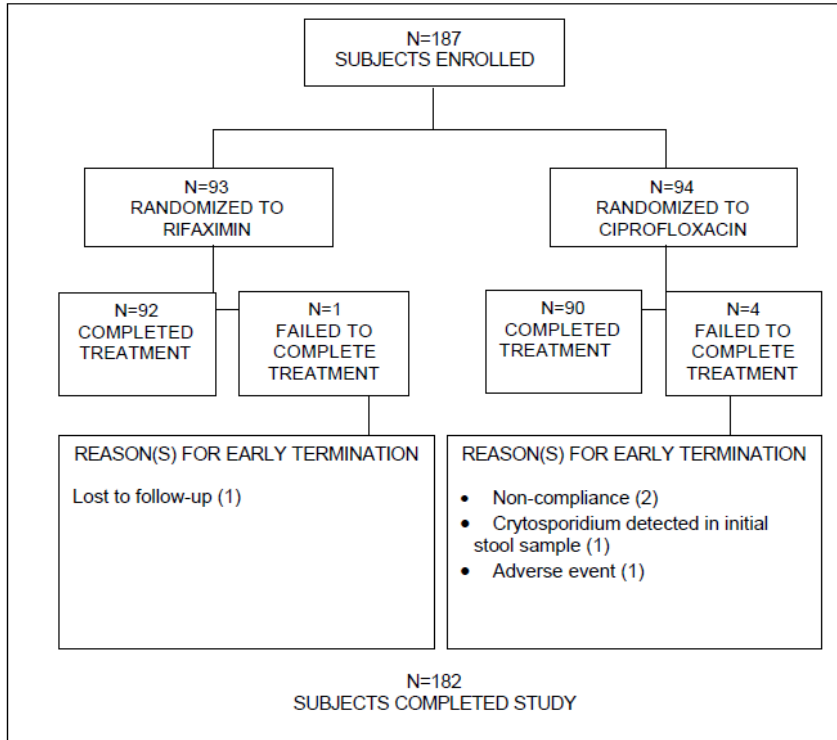 N=187
SUBJECTS ENROLLED
N=93
RANDOMIZED TO
RIFAXIMIN
N=94
RANDOMIZED TO
CIPROFLOXACIN
N=92
COMPLETED
TREATMENT
N=1
FAILED TO
COMPLETE
TREATMENT
N=90
COMPLETED
TREATMENT
N=4
FAILED TO
COMPLETE
TREATMENT
REASON(S) FOR EARLY TERMINATION
Lost to follow-up (1)
REASON(S) FOR EARLY TERMINATION
• Non-compliance (2)
• Crytosporidium detected in initial
stool sample (1)
• Adverse event (1)
N=182
SUBJECTS COMPLETED STUDY